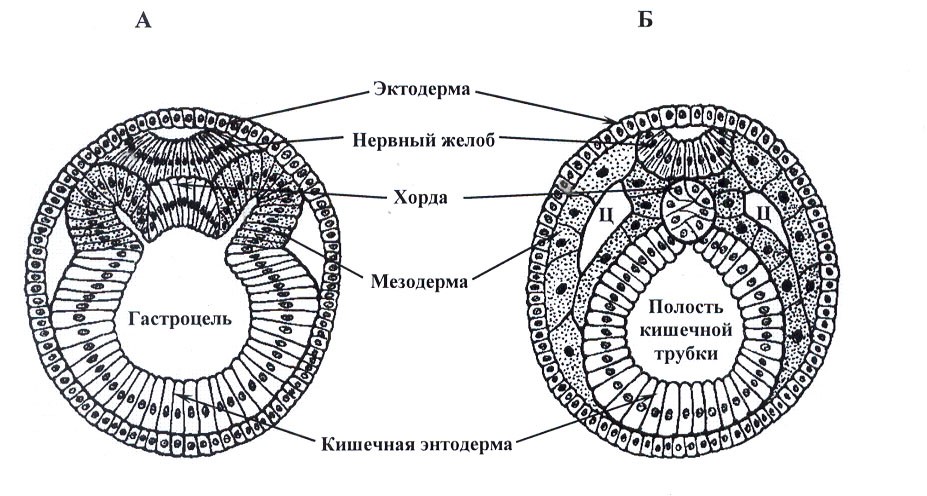 А Б
Эктодерма
Нервный желоб
Хорда
Ц Ц
Мезодерма
Гастроцель
Полость
кишечной
трубки
Кишечная энтодерма